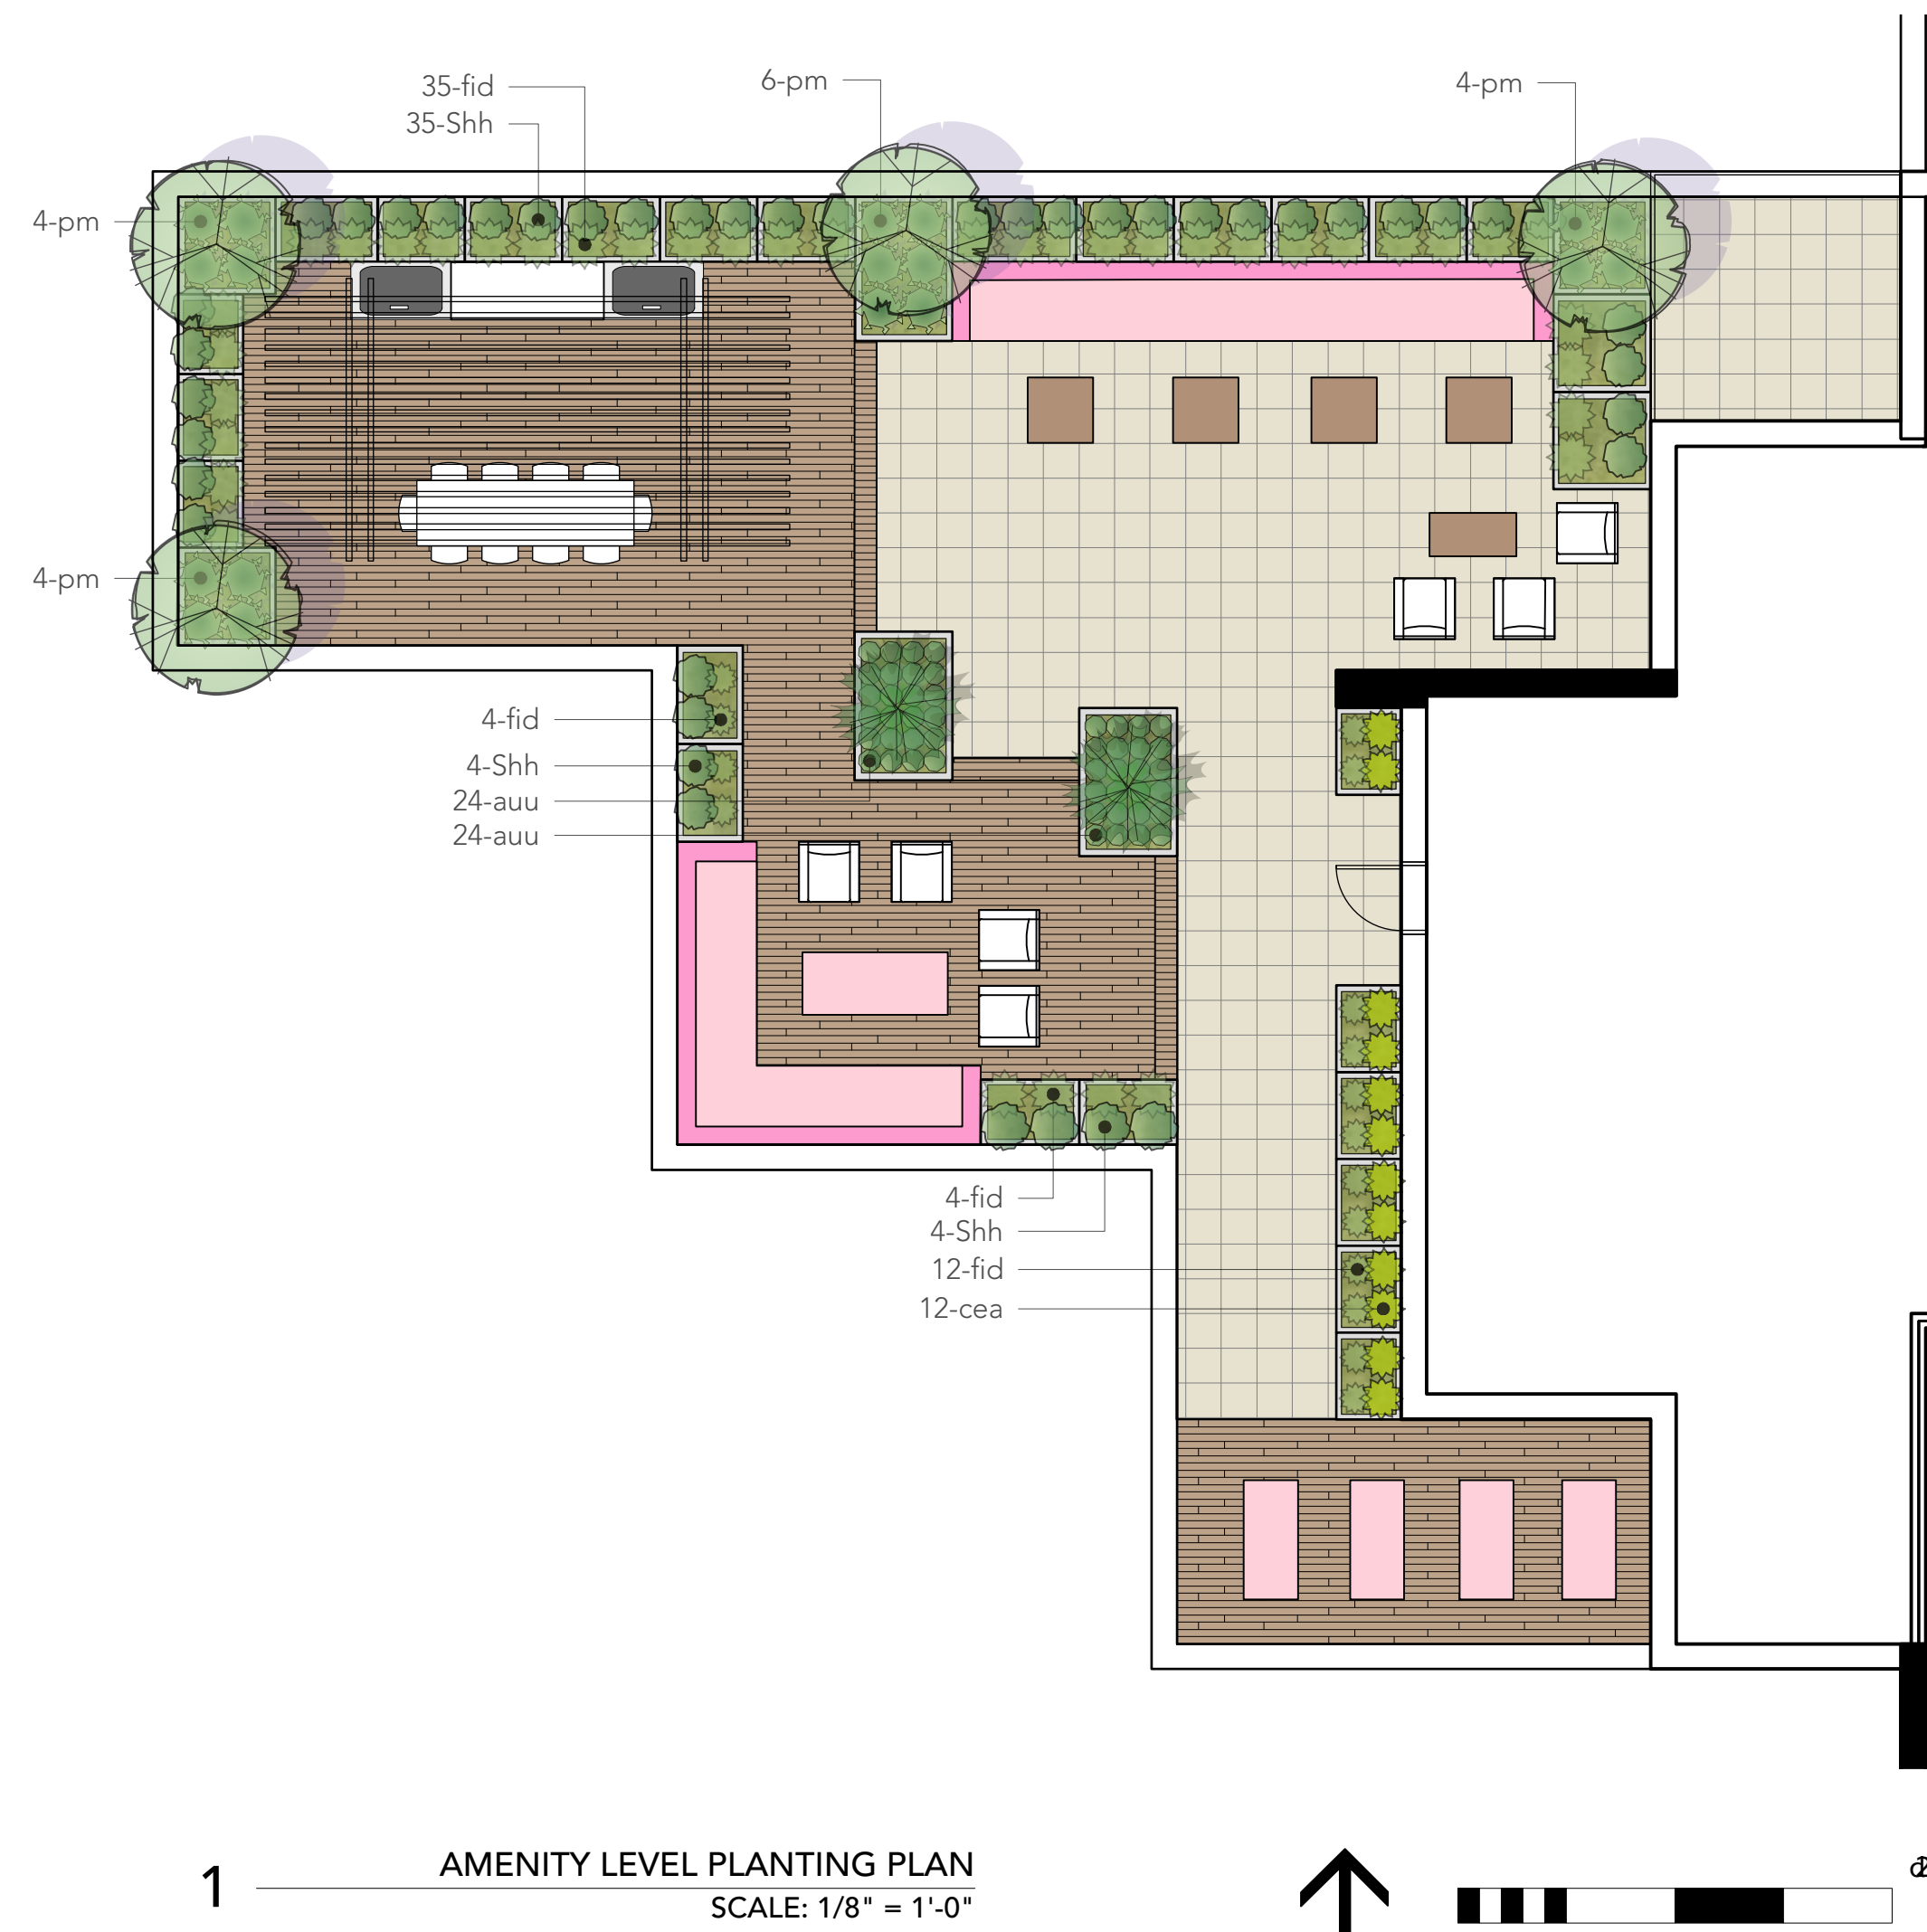 35-fid
35-Shh
6-pm
4-pm
4-pm
4-pm
4-fid
4-Shh
24-auu
24-auu
4-fid
4-Shh
12-fid
12-cea
1
AMENITY LEVEL PLANTING PLAN
SCALE: 1/8" = 1'-0"